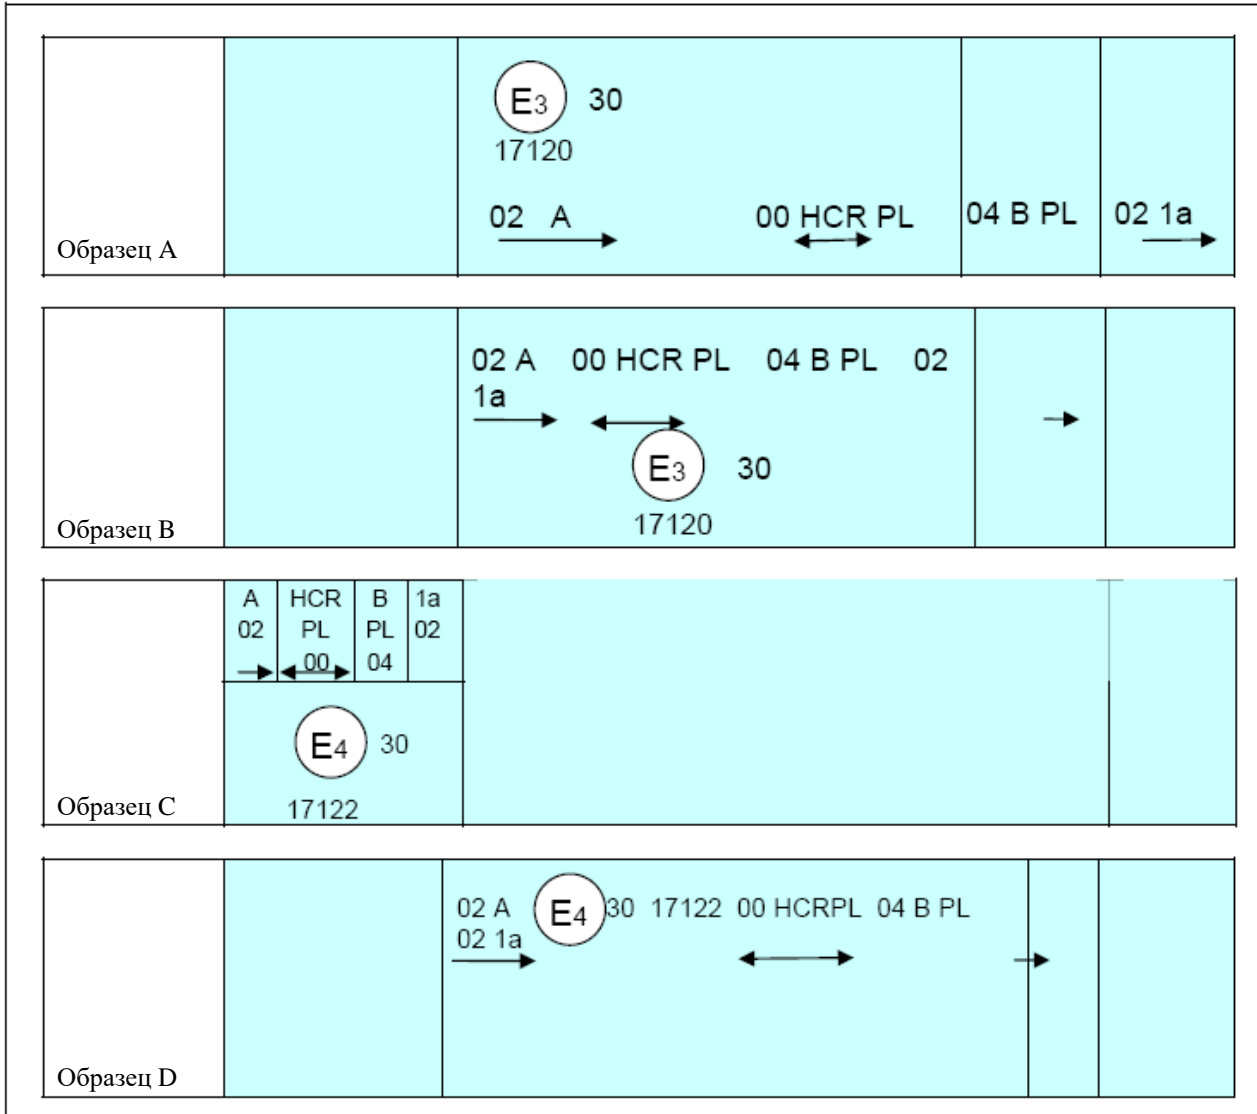 E3 30
17120
02 A 00 HCR PL 04 B PL 02 1a
Образец A
02 A 00 HCR PL 04 B PL 02
1a
E3 30
17120
Образец B
A HCR B 1a
02 PL PL 02
00 04
E4 30
17122
Образец C
02 A E4 30 17122 00 HCRPL 04 B PL
02 1a
Образец D